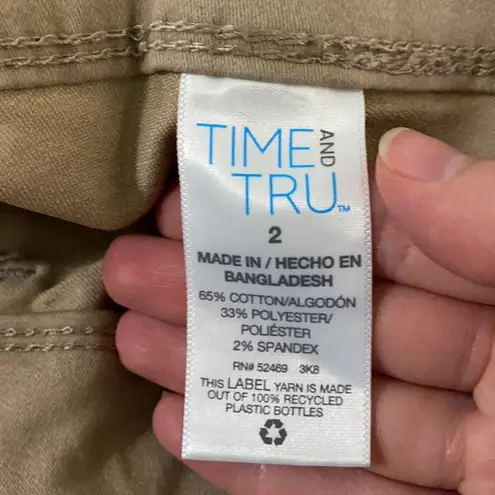 TIME AND
TRU™
2
MADE IN / HECHO EN
BANGLADESH
65% COTTON/ALGODÓN
33% POLYESTER/
POLIÉSTER
2% SPANDEX
RN# 52469 3K8
THIS LABEL YARN IS MADE
OUT OF 100% RECYCLED
PLASTIC BOTTLES